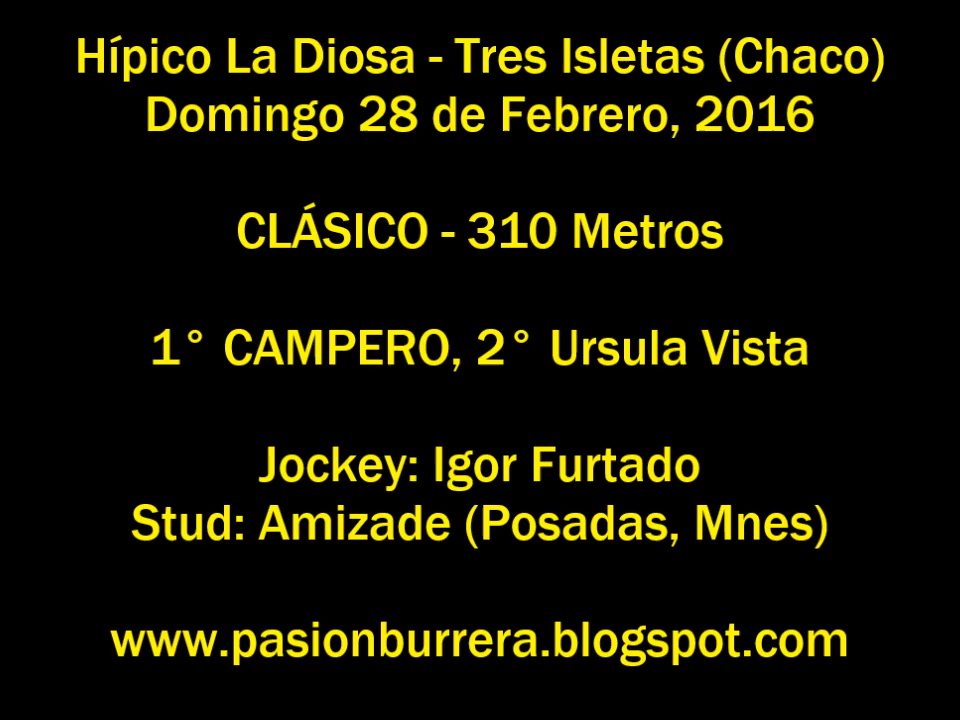 Hípico La Diosa - Tres Isletas (Chaco)
Domingo 28 de Febrero, 2016
CLÁSICO - 310 Metros
1° CAMPERO, 2° Ursula Vista
Jockey: Igor Furtado
Stud: Amizade (Posadas, Mnes)
www.pasionburrera.blogspot.com